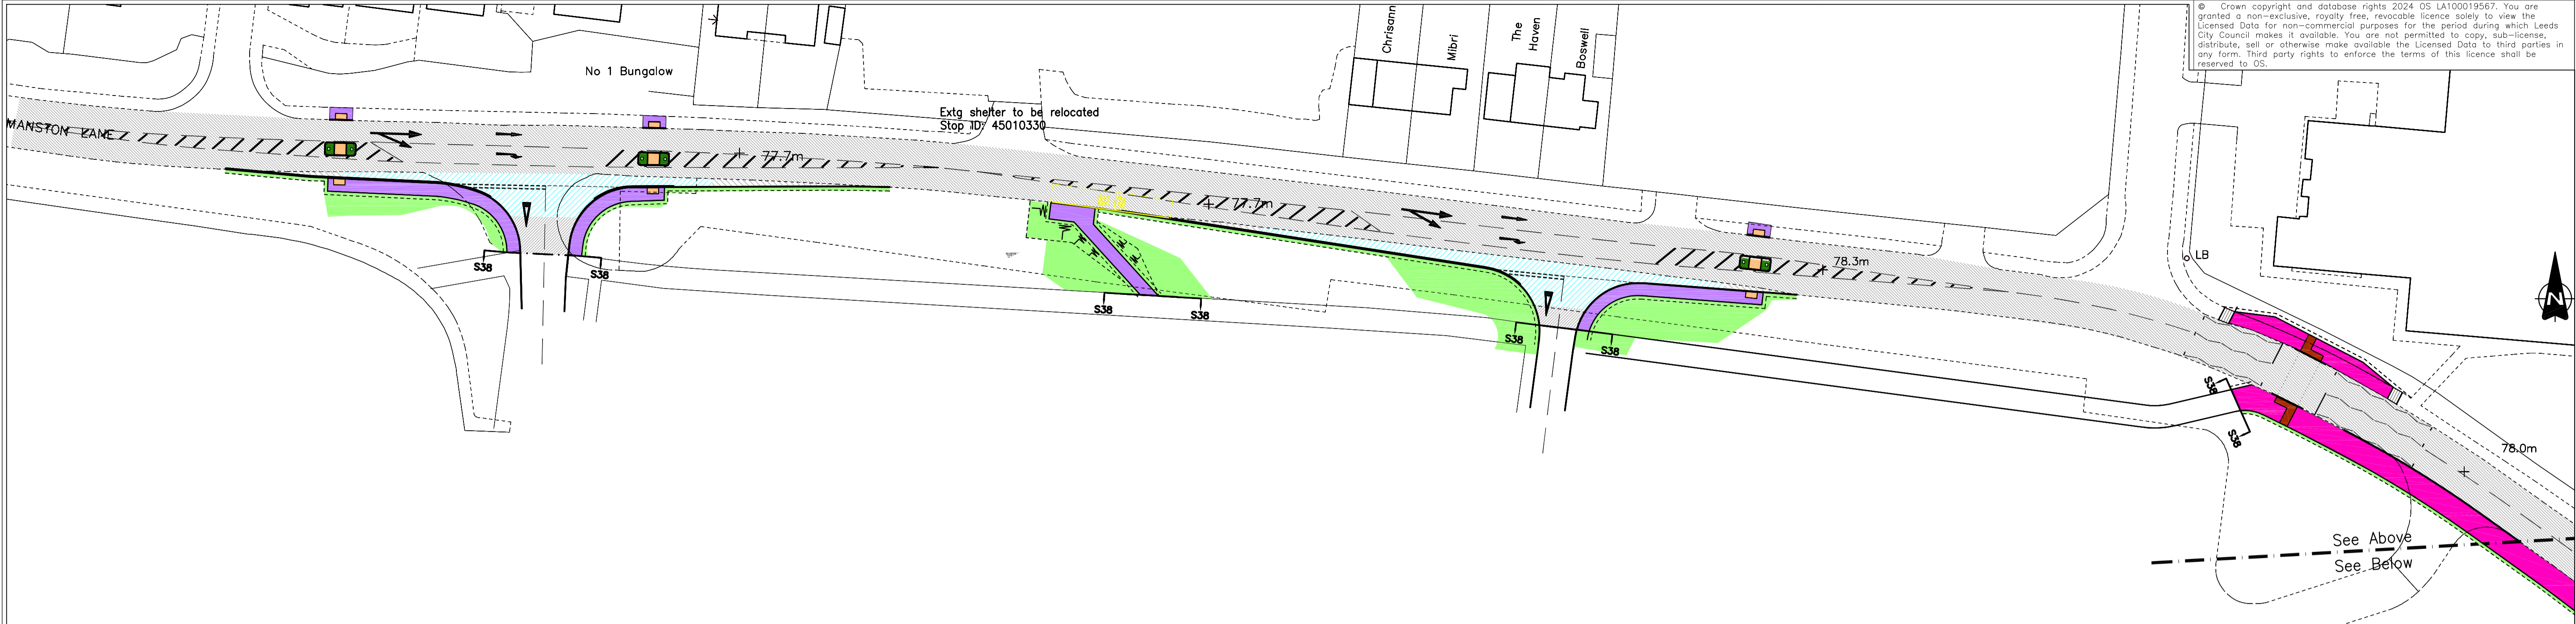 © Crown copyright and database rights 2024 OS LA100019567. You are
granted a non-exclusive, royalty free, revocable licence solely to view the
Licensed Data for non-commercial purposes for the period during which Leeds
City Council makes it available. You are not permitted to copy, sub-license,
distribute, sell or otherwise make available the Licensed Data to third parties in
any form. Third party rights to enforce the terms of this licence shall be
reserved to OS.
Chrisann
Mibri
The
Haven
Boswell
No 1 Bungalow
Extg shelter to be relocated
Stop ID: 45010330
MANSTON LANE
77.7m
77.7m
78.3m
LB
N
S38
S38
S38
S38
S38
S38
S38
S38
78.0m
See Above
See Below